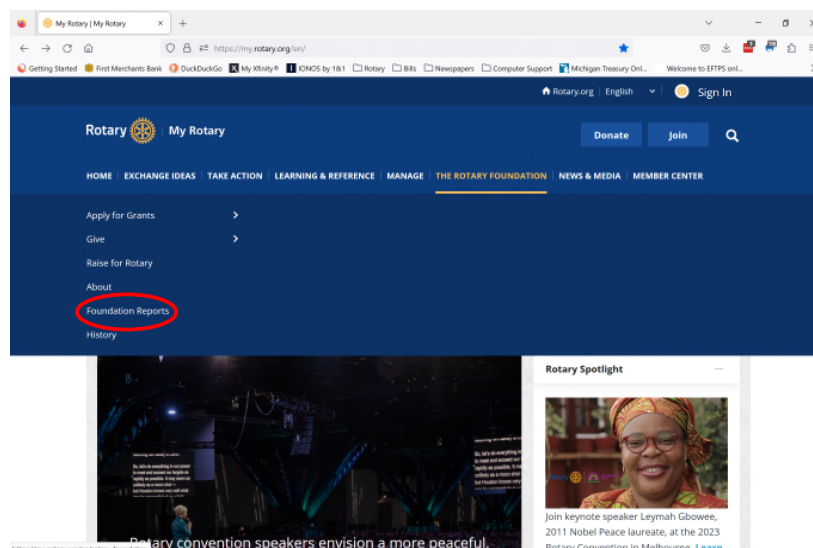 My Rotary | My Rotary
https://my.rotary.org/en/
Getting Started First Merchants Bank DuckDuckGo My Xfinity® IONOS by 1&1 Rotary Bills Newspapers Computer Support Michigan Treasury Onl... Welcome to EFTPS onl...
Rotary.org English Sign In
Rotary My Rotary
Donate Join
HOME EXCHANGE IDEAS TAKE ACTION LEARNING & REFERENCE MANAGE THE ROTARY FOUNDATION NEWS & MEDIA MEMBER CENTER
Apply for Grants
Give
Raise for Rotary
About
Foundation Reports
History
Rotary Spotlight
Join keynote speaker Leymah Gbowee,
2011 Nobel Peace laureate, at the 2023
Rotary Convention in Melbourne. Learn
Rotary convention speakers envision a more peaceful,